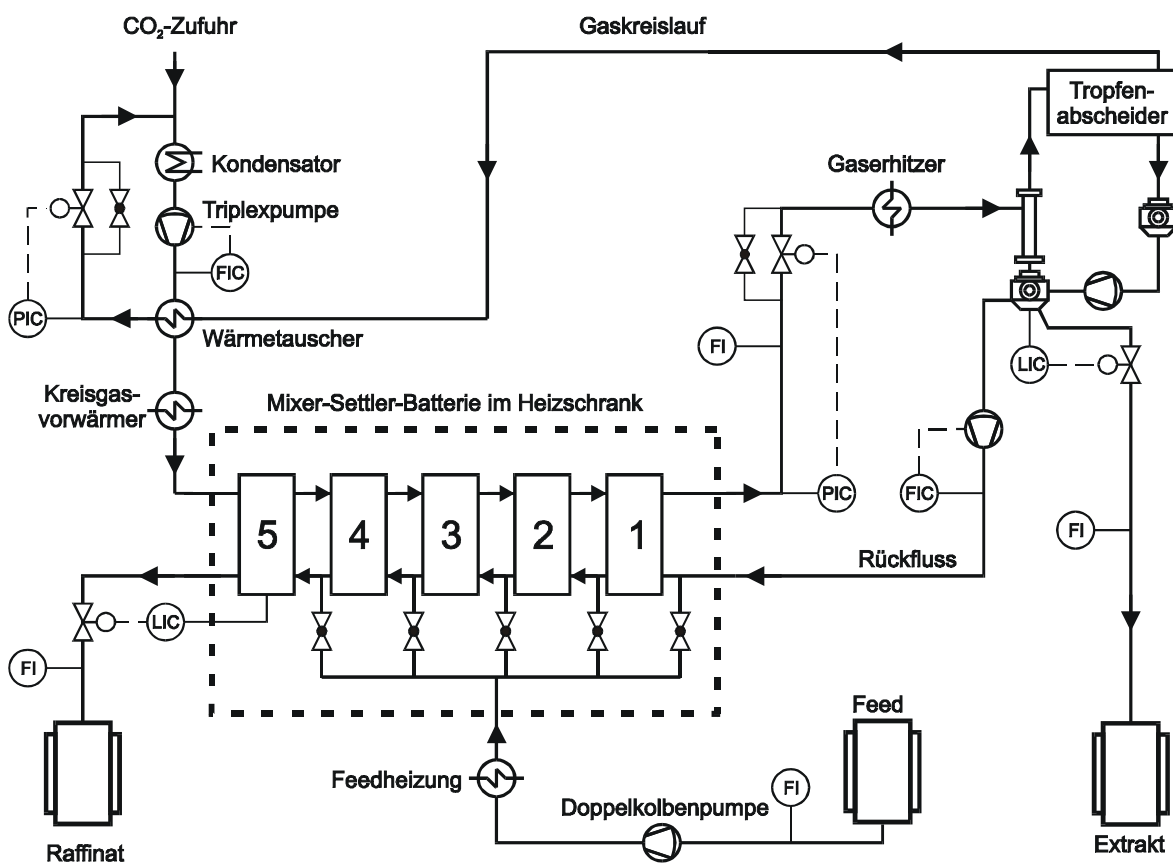 CO₂-Zufuhr
Gaskreislauf
Tropfen-
abscheider
Kondensator
Gaserhitzer
Triplexpumpe
FIC
PIC
Wärmetauscher
FI
LIC
Kreisgas-
vorwärmer
Mixer-Settler-Batterie im Heizschrank
PIC
FIC
5
4
3
2
1
FI
Rückfluss
LIC
FI
Feed
Feedheizung
FI
Doppelkolbenpumpe
Raffinat
Extrakt